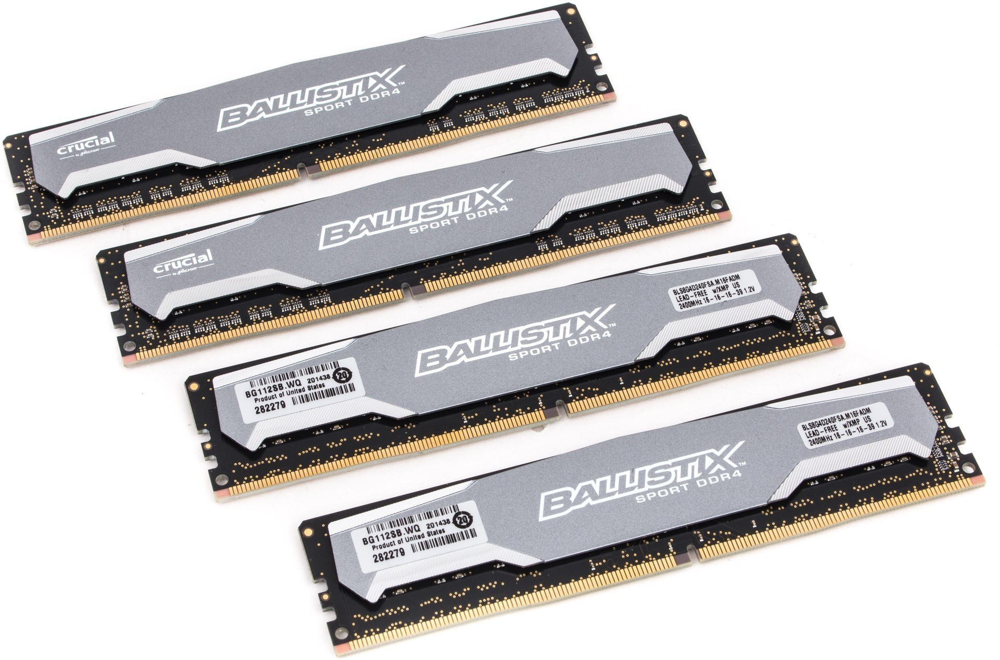 BALLISTIX™
SPORT DDR4
crucial
by Micron®
BALLISTIX™
SPORT DDR4
crucial
by Micron®
BLS8G4D240FSA.M16FADM
LEAD-FREE w/XMP US
2400MHz 16-16-16-39 1.2V
BALLISTIX™
SPORT DDR4
BG112SB.WQ 201438 20
Product of United States
282279
BLS8G4D240FSA.M16FADM
LEAD-FREE w/XMP US
2400MHz 16-16-16-39 1.2V
BALLISTIX™
SPORT DDR4
BG112SB.WQ 201438 20
Product of United States
282279